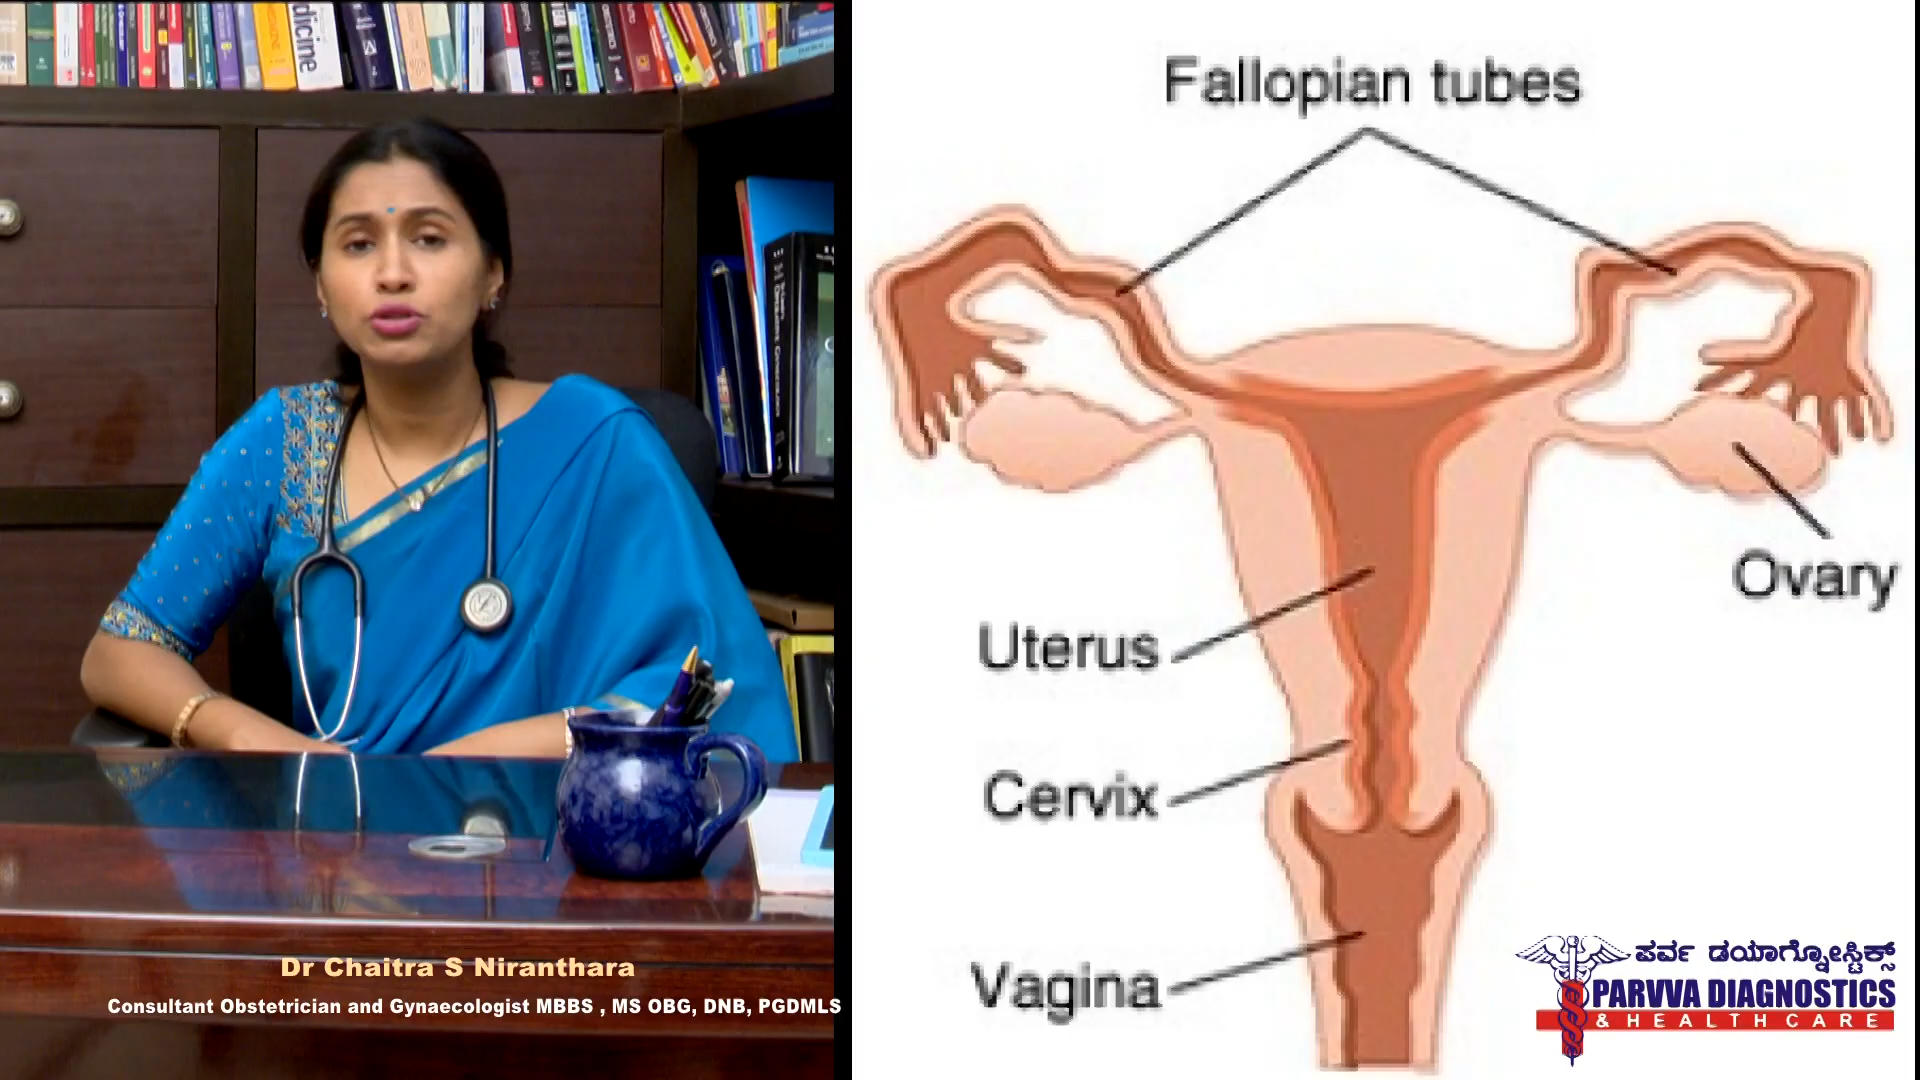 dicine
Dr Chaitra S Niranthara
Consultant Obstetrician and Gynaecologist MBBS , MS OBG, DNB, PGDMLS
Fallopian tubes
Ovary
Uterus
Cervix
Vagina
ಪರ್ವ ಡಯಾಗ್ನೋಸ್ಟಿಕ್ಸ್
PARVVA DIAGNOSTICS
& HEALTH CARE